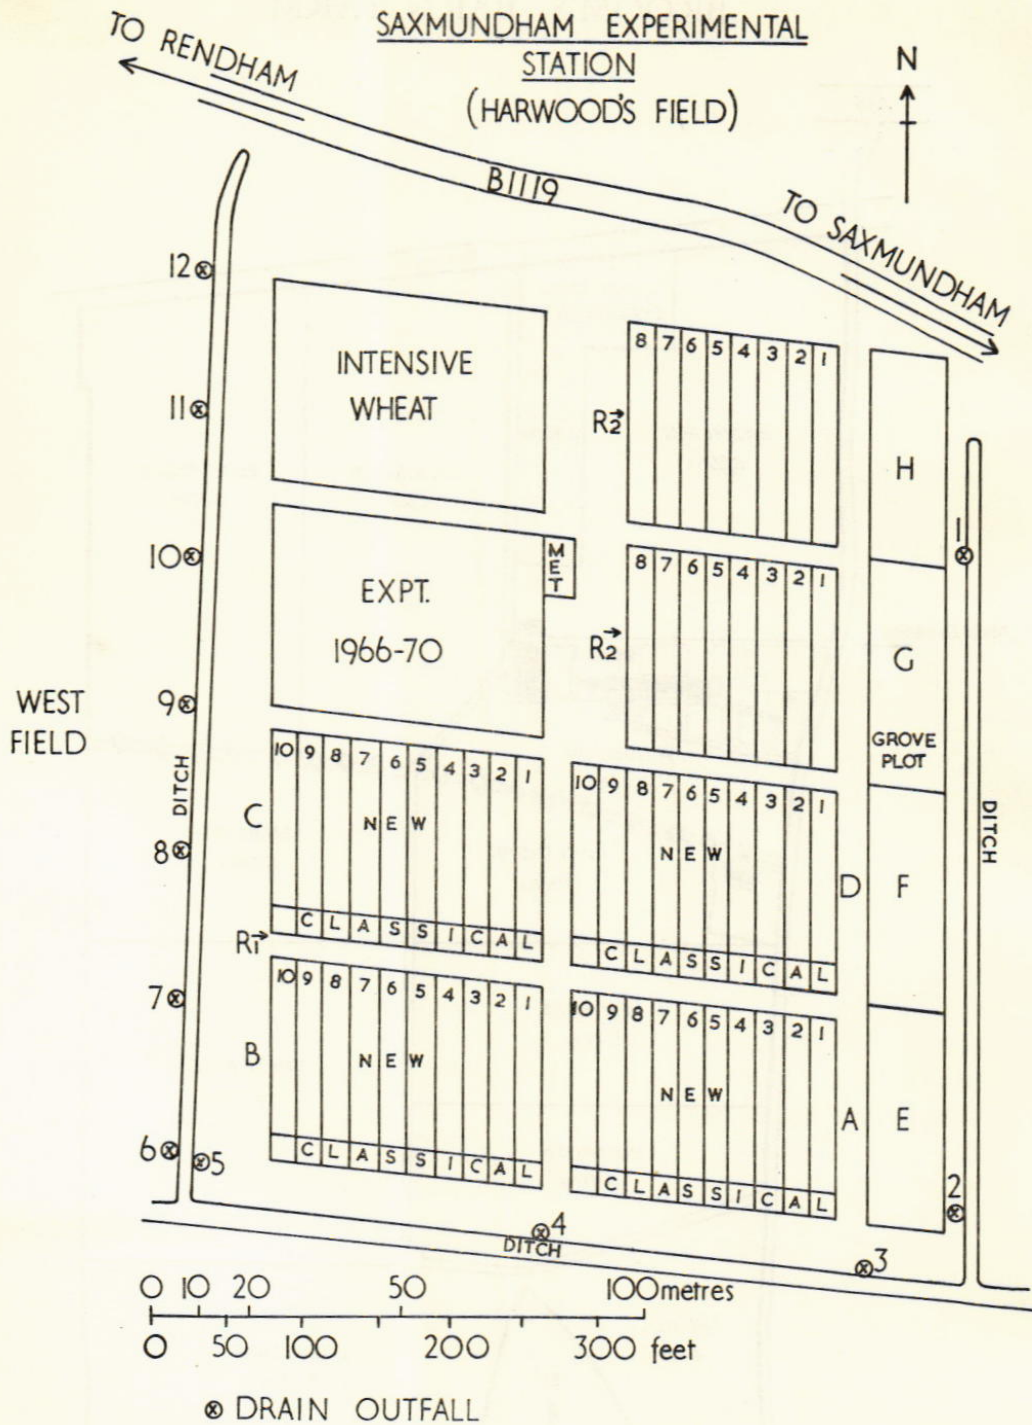 SAXMUNDHAM EXPERIMENTAL
STATION
(HARWOOD'S FIELD)
N
TO RENDHAM
B1119
TO SAXMUNDHAM
12
11
10
9
8
7
6
5
4
3
2
1
WEST
FIELD
DITCH
INTENSIVE
WHEAT
EXPT.
1966-70
MET
R2
8 7 6 5 4 3 2 1
R2
8 7 6 5 4 3 2 1
H
G
GROVE
PLOT
F
E
DITCH
C
10 9 8 7 6 5 4 3 2 1
NEW
CLASSICAL
D
10 9 8 7 6 5 4 3 2 1
NEW
CLASSICAL
R1
B
10 9 8 7 6 5 4 3 2 1
NEW
CLASSICAL
A
10 9 8 7 6 5 4 3 2 1
NEW
CLASSICAL
DITCH
0 10 20 50 100 metres
0 50 100 200 300 feet
⊗ DRAIN OUTFALL